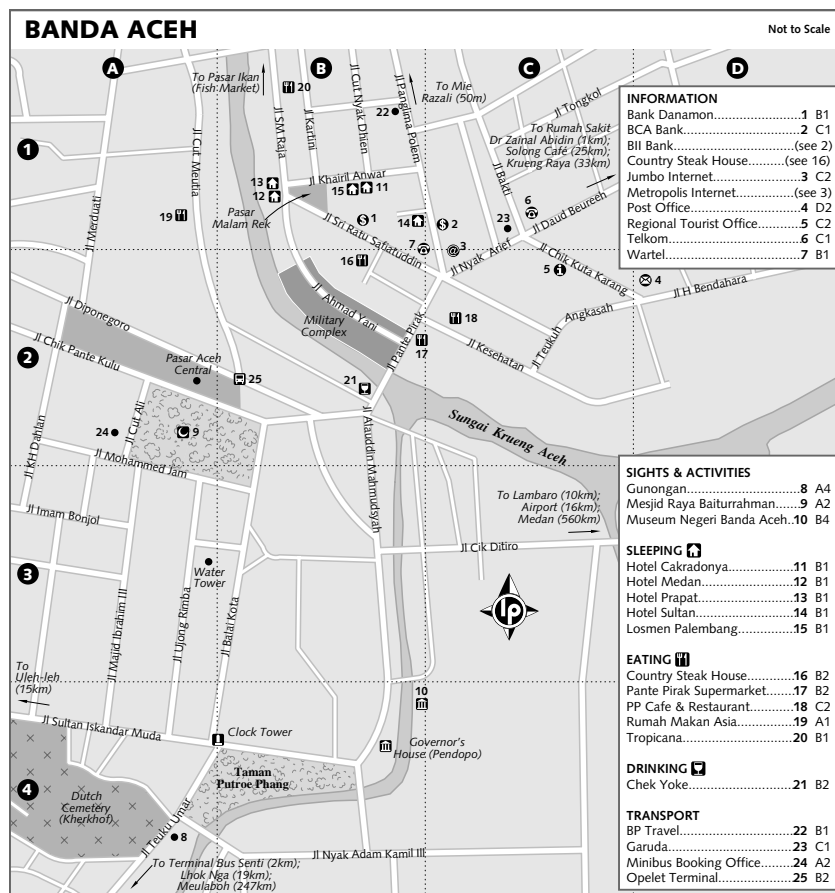 BANDA ACEH
Not to Scale
A
B
C
D
1
2
3
4
To Pasar Ikan
(Fish Market)
20
22
To Mie
Razali (50m)
Jl Tongkol
To Rumah Sakit
Dr Zainal Abidin (1km);
Solong Café (25km);
Krueng Raya (33km)
Jl Cut Meutia
Jl SM Raja
Jl Kartini
Jl Cut Nyak Dhien
Jl Panglima Polem
Jl Bakti
Jl Merduati
Jl Khairil Anwar
13
12
15
11
19
Pasar
Malam Rek
1
14
2
23
6
Jl Daud Beureeh
Jl Sri Ratu Safiatuddin
7
@3
Jl Nyak Arief
16
5
Jl Chik Kuta Karang
4
Jl H Bendahara
Jl Ahmad Yani
Military
Complex
Jl Pante Pirak
18
17
Jl Kesehatan
Jl Teukuh
Angkasah
Jl Diponegoro
Jl Chik Pante Kulu
Pasar Aceh
Central
25
21
Sungai Krueng Aceh
Jl Cut Ali
24
9
Jl KH Dahlan
Jl Mohammed Jam
Jl Alauddin Mahmudsyah
Jl Imam Bonjol
To Lambaro (10km);
Airport (16km);
Medan (560km)
Jl Cik Ditiro
Water
Tower
Jl Majid Ibrahim III
Jl Ujong Rimba
Jl Balai Kota
lp
To
Uleh-leh
(15km)
10
Jl Sultan Iskandar Muda
Clock Tower
Governor's
House (Pendopo)
Taman
Putroe Phang
Dutch
Cemetery
(Kherkhof)
Jl Teuku Umar
8
To Terminal Bus Senti (2km);
Lhok Nga (19km);
Meulaboh (247km)
Jl Nyak Adam Kamil III
INFORMATION
Bank Danamon 1 B1
BCA Bank 2 C1
BII Bank (see 2)
Country Steak House (see 16)
Jumbo Internet 3 C2
Metropolis Internet (see 3)
Post Office 4 D2
Regional Tourist Office 5 C2
Telkom 6 C1
Wartel 7 B1
SIGHTS & ACTIVITIES
Gunongan 8 A4
Mesjid Raya Baiturrahman 9 A2
Museum Negeri Banda Aceh 10 B4
SLEEPING
Hotel Cakradonya 11 B1
Hotel Medan 12 B1
Hotel Prapat 13 B1
Hotel Sultan 14 B1
Losmen Palembang 15 B1
EATING
Country Steak House 16 B2
Pante Pirak Supermarket 17 B2
PP Cafe & Restaurant 18 C2
Rumah Makan Asia 19 A1
Tropicana 20 B1
DRINKING
Chek Yoke 21 B2
TRANSPORT
BP Travel 22 B1
Garuda 23 C1
Minibus Booking Office 24 A2
Opelet Terminal 25 B2